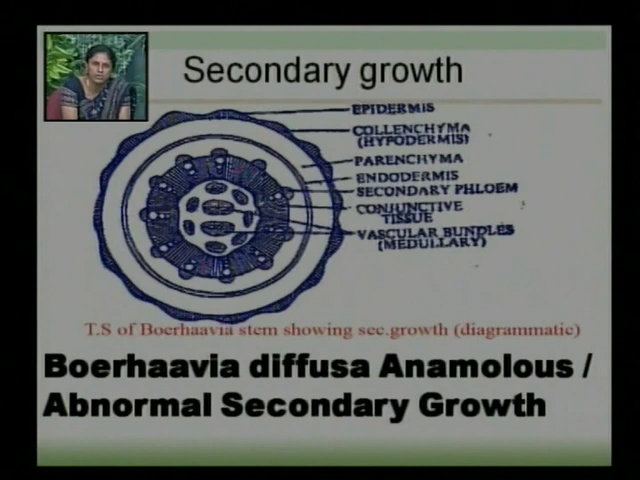 Secondary growth
EPIDERMIS
COLLENCHYMA
(HYPODERMIS)
PARENCHYMA
ENDODERMIS
SECONDARY PHLOEM
CONJUNCTIVE
TISSUE
VASCULAR BUNDLES
(MEDULLARY)
T.S of Boerhaavia stem showing sec.growth (diagrammatic)
Boerhaavia diffusa Anamolous /
Abnormal Secondary Growth